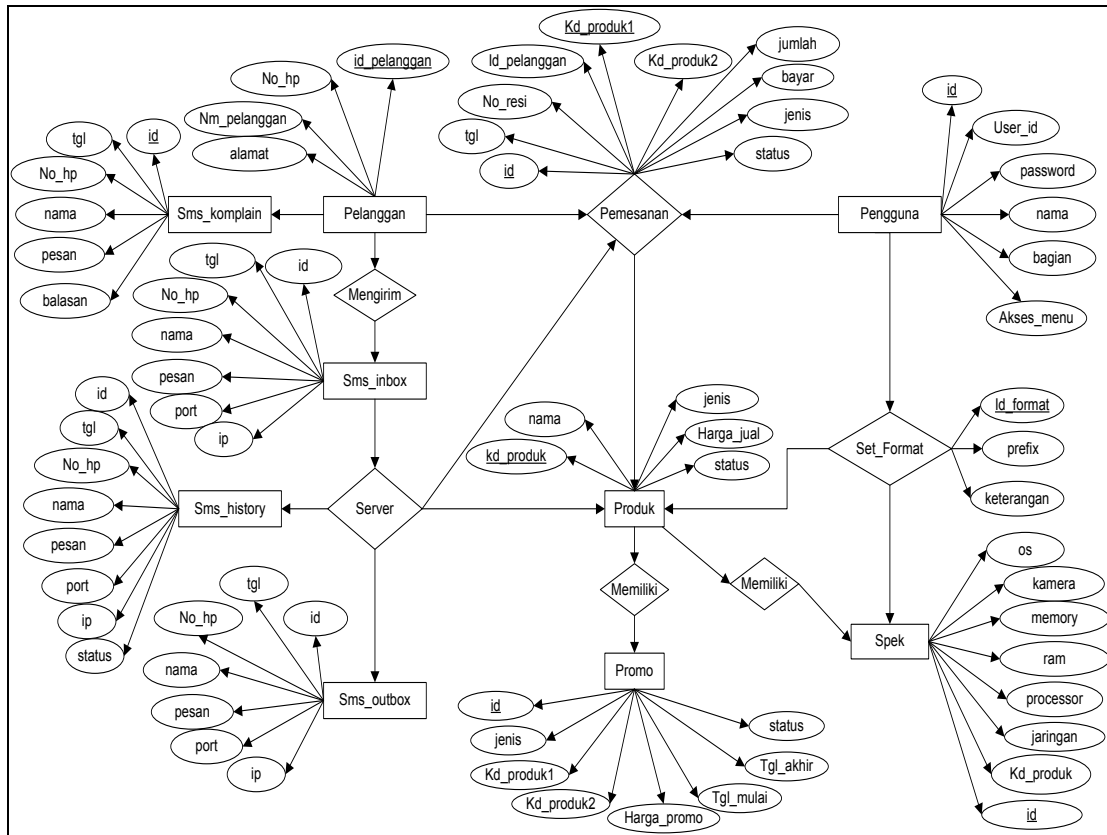 Kd_produk1
jumlah
id_pelanggan
Id_pelanggan
Kd_produk2
No_hp
bayar
id
No_resi
Nm_pelanggan
jenis
User_id
tgl
id
alamat
tgl
status
password
No_hp
id
nama
Sms_komplain
Pelanggan
Pemesanan
Pengguna
nama
bagian
pesan
tgl
id
balasan
Mengirim
No_hp
Akses_menu
nama
Sms_inbox
pesan
id
port
jenis
Id_format
tgl
ip
nama
Harga_jual
Set_Format
prefix
No_hp
kd_produk
status
keterangan
nama
Sms_history
Server
Produk
pesan
os
port
tgl
kamera
ip
id
Memiliki
Memiliki
No_hp
memory
status
Spek
nama
Promo
ram
pesan
Sms_outbox
id
processor
port
jenis
status
jaringan
ip
Kd_produk1
Tgl_akhir
Kd_produk
Kd_produk2
Tgl_mulai
Harga_promo
id